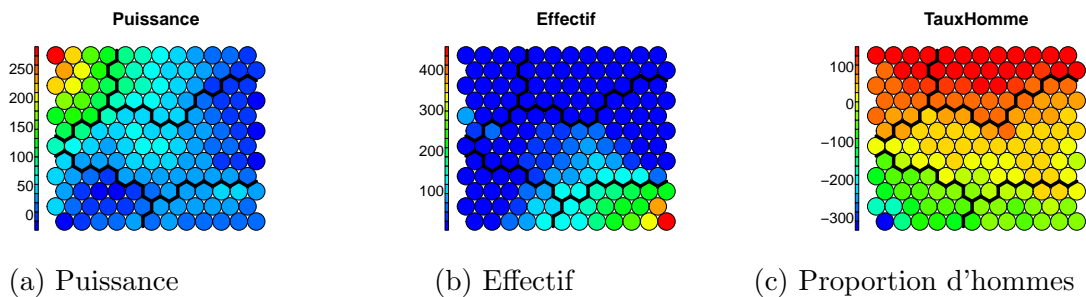 Puissance
250
200
150
100
50
0
Effectif
400
300
200
100
TauxHomme
100
0
−100
−200
−300
(a) Puissance
(b) Effectif
(c) Proportion d'hommes